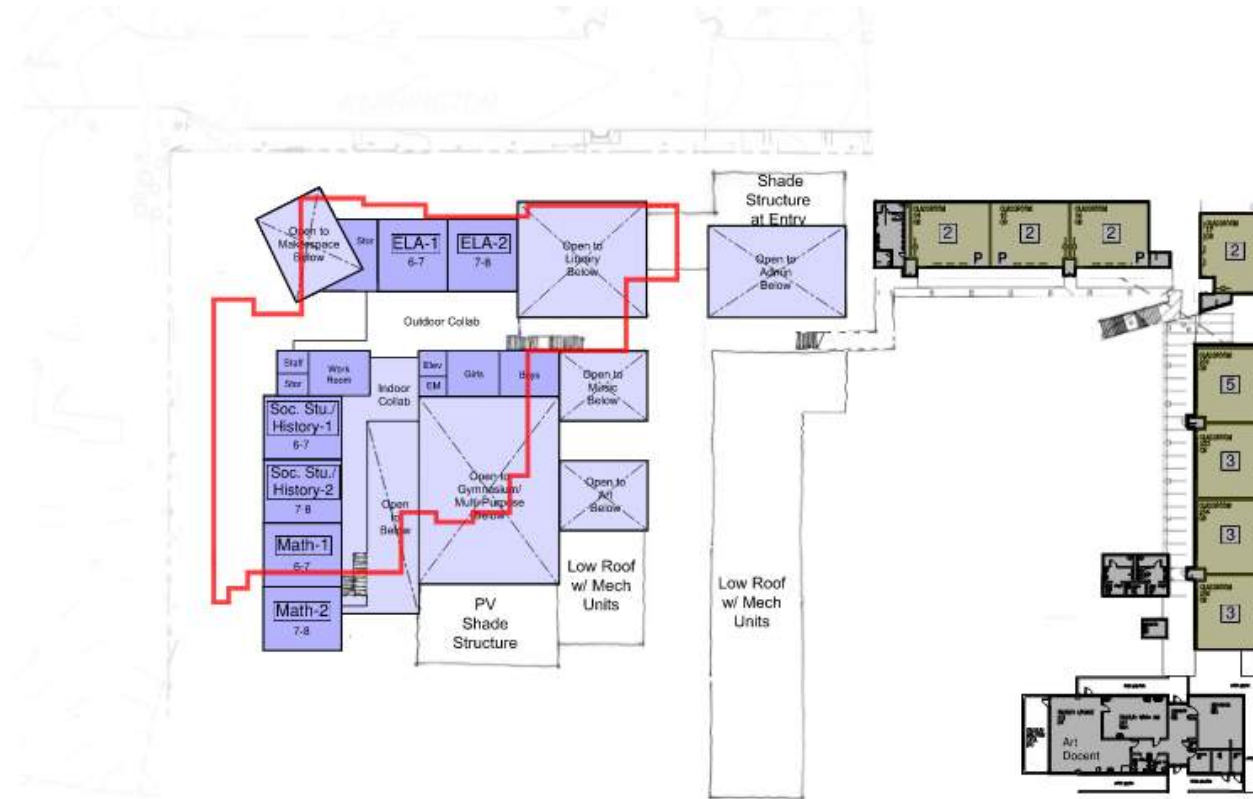 WASHINGTON
Shade
Structure
at Entry
Open to
Makerspace
Below
Stor
ELA-1
6-7
ELA-2
7-8
Open to
Library
Below
Open to
Admin
Below
2
2
2
2
P
P
P
Outdoor Collab
Staff
Stor
Work
Room
Indoor
Collab
Elev
EM
Girls
Boys
Open to
Music
Below
Soc. Stu./
History-1
6-7
Soc. Stu./
History-2
7-8
Math-1
6-7
Math-2
7-8
Open
to
Below
Open to
Gymnasium/
Multi-Purpose
Below
Open to
Art
Below
Low Roof
w/ Mech
Units
PV
Shade
Structure
Low Roof
w/ Mech
Units
5
3
3
3
Art
Docent